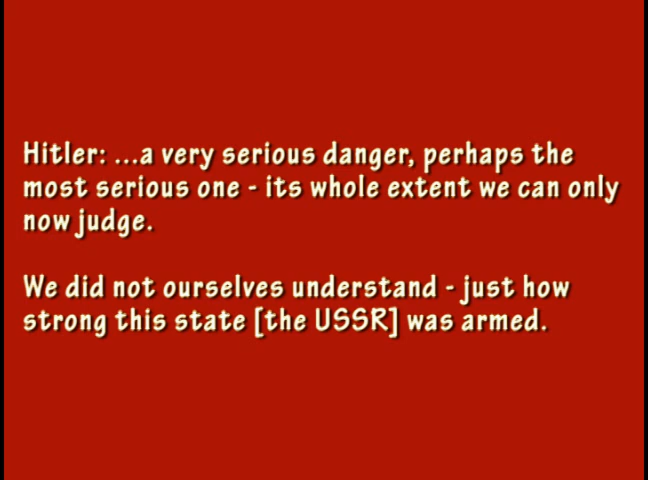 Hitler: ...a very serious danger, perhaps the
most serious one - its whole extent we can only
now judge.
We did not ourselves understand - just how
strong this state [the USSR] was armed.